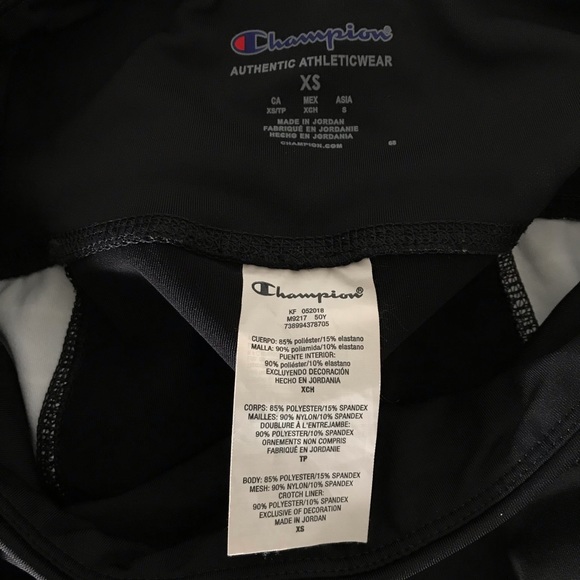 Champion
AUTHENTIC ATHLETICWEAR
XS
CA MEX ASIA
XS/TP XCH S
MADE IN JORDAN
FABRIQUÉ EN JORDANIE
HECHO EN JORDANIA
CHAMPION.COM
65
Champion
KF 052018
M9217 5OY
738994378705
CUERPO: 85% poliéster/15% elastano
MALLA: 90% poliamida/10% elastano
PUENTE INTERIOR:
90% poliéster/10% elastano
EXCLUYENDO DECORACIÓN
HECHO EN JORDANIA
XCH
CORPS: 85% POLYESTER/15% SPANDEX
MAILLES: 90% NYLON/10% SPANDEX
DOUBLURE À L'ENTREJAMBE:
90% POLYESTER/10% SPANDEX
ORNEMENTS NON COMPRIS
FABRIQUÉ EN JORDANIE
TP
BODY: 85% POLYESTER/15% SPANDEX
MESH: 90% NYLON/10% SPANDEX
CROTCH LINER:
90% POLYESTER/10% SPANDEX
EXCLUSIVE OF DECORATION
MADE IN JORDAN
XS